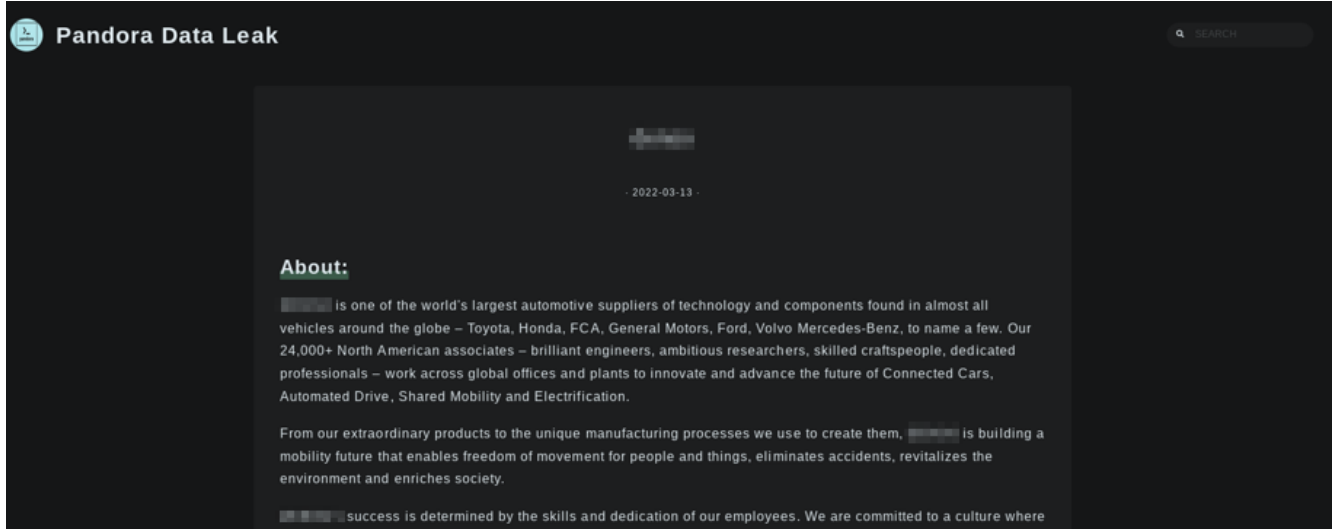 Pandora Data Leak
SEARCH
· 2022-03-13 ·
About:
is one of the world's largest automotive suppliers of technology and components found in almost all
vehicles around the globe – Toyota, Honda, FCA, General Motors, Ford, Volvo Mercedes-Benz, to name a few. Our
24,000+ North American associates – brilliant engineers, ambitious researchers, skilled craftspeople, dedicated
professionals – work across global offices and plants to innovate and advance the future of Connected Cars,
Automated Drive, Shared Mobility and Electrification.
From our extraordinary products to the unique manufacturing processes we use to create them, is building a
mobility future that enables freedom of movement for people and things, eliminates accidents, revitalizes the
environment and enriches society.
success is determined by the skills and dedication of our employees. We are committed to a culture where